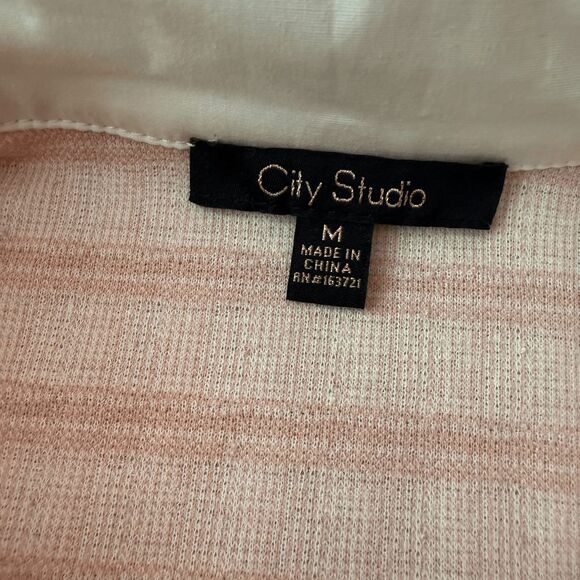 City Studio
M
MADE IN
CHINA
RN#163721